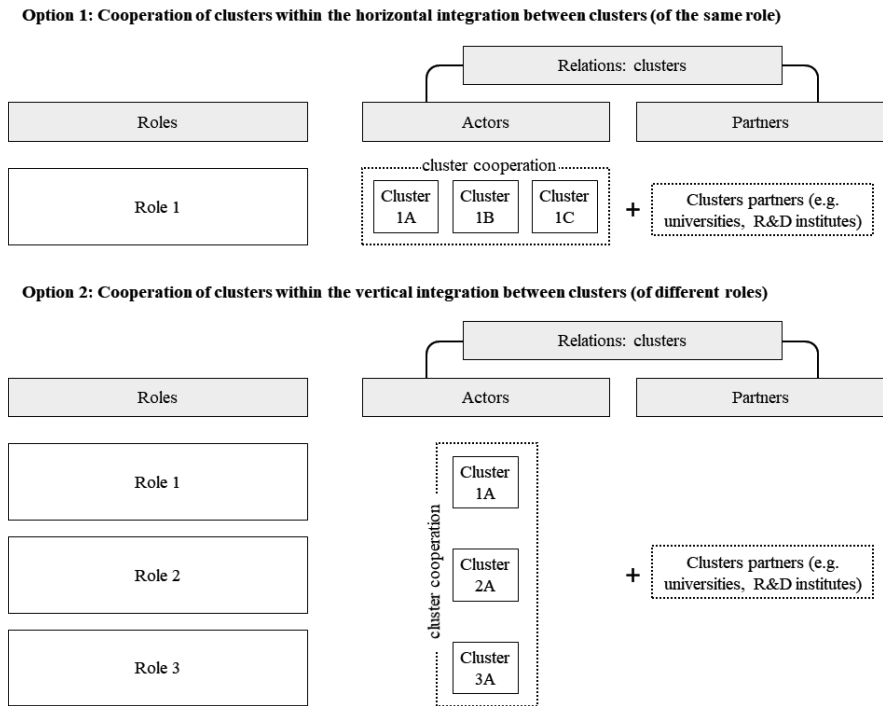 Option 1: Cooperation of clusters within the horizontal integration between clusters (of the same role)
Relations: clusters
Roles
Actors
Partners
cluster cooperation
Role 1
Cluster
1A
Cluster
1B
Cluster
1C
+
Clusters partners (e.g.
universities, R&D institutes)
Option 2: Cooperation of clusters within the vertical integration between clusters (of different roles)
Relations: clusters
Roles
Actors
Partners
cluster cooperation
Role 1
Cluster
1A
Role 2
Cluster
2A
+
Clusters partners (e.g.
universities, R&D institutes)
Role 3
Cluster
3A